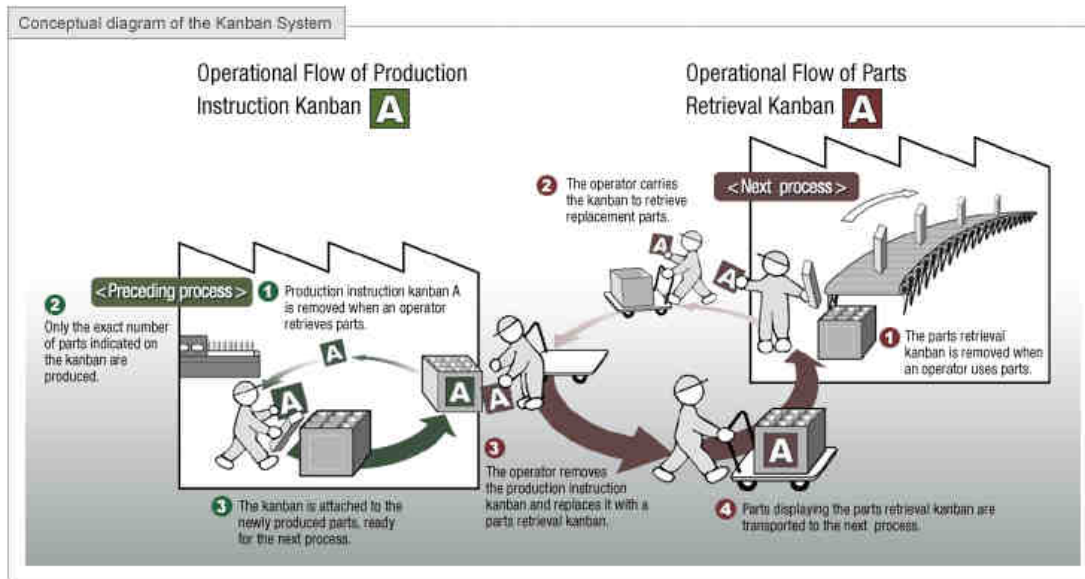 Conceptual diagram of the Kanban System
Operational Flow of Production
Instruction Kanban A
Operational Flow of Parts
Retrieval Kanban A
<Next process>
2 The operator carries
the kanban to retrieve
replacement parts.
A
A
1 The parts retrieval
kanban is removed when
an operator uses parts.
<Preceding process>
1 Production instruction kanban A
is removed when an operator
retrieves parts.
2
Only the exact number
of parts indicated on
the kanban are
produced.
A
A
A
A
A
3
The operator removes
the production instruction
kanban and replaces it with a
parts retrieval kanban.
3 The kanban is attached to the
newly produced parts, ready
for the next process.
4 Parts displaying the parts retrieval kanban are
transported to the next process.